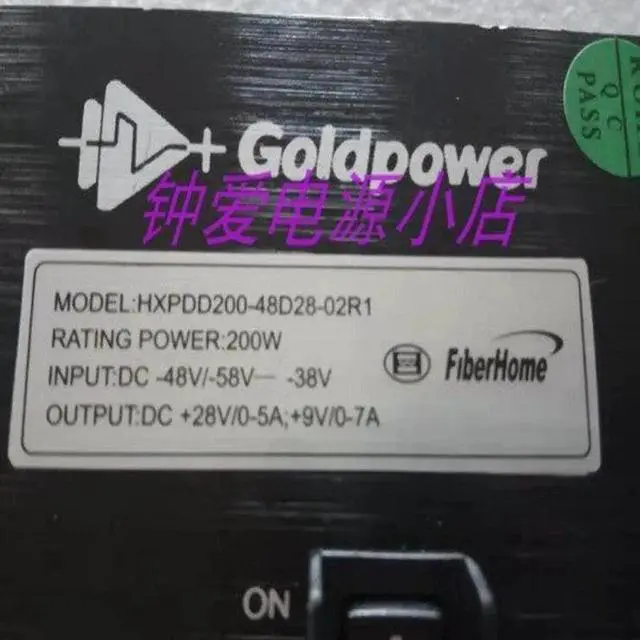 QC
PASS
Goldpower
钟爱电源小店
MODEL:HXPDD200-48D28-02R1
RATING POWER:200W
INPUT:DC -48V/-58V— -38V
OUTPUT:DC +28V/0-5A;+9V/0-7A
FiberHome
ON